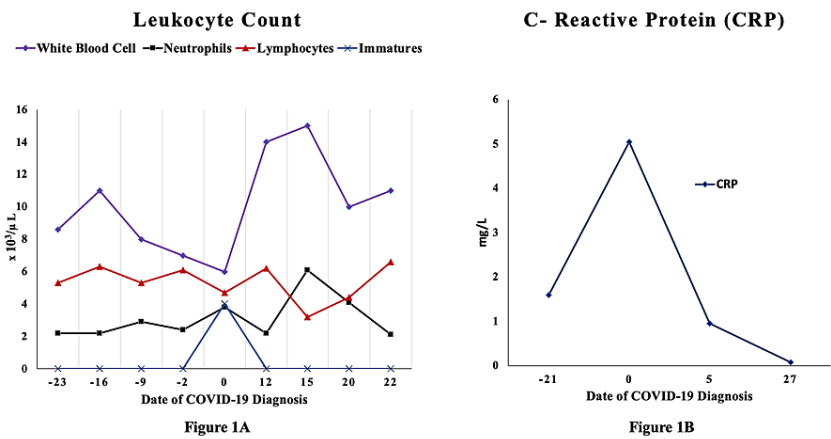 Leukocyte Count
White Blood Cell Neutrophils Lymphocytes Immatures
16
14
12
10
8
6
4
2
0
x 10³/µ L
-23 -16 -9 -2 0 12 15 20 22
Date of COVID-19 Diagnosis
Figure 1A
C- Reactive Protein (CRP)
6
5
4
3
2
1
0
mg/L
CRP
-21 0 5 27
Date of COVID-19 Diagnosis
Figure 1B